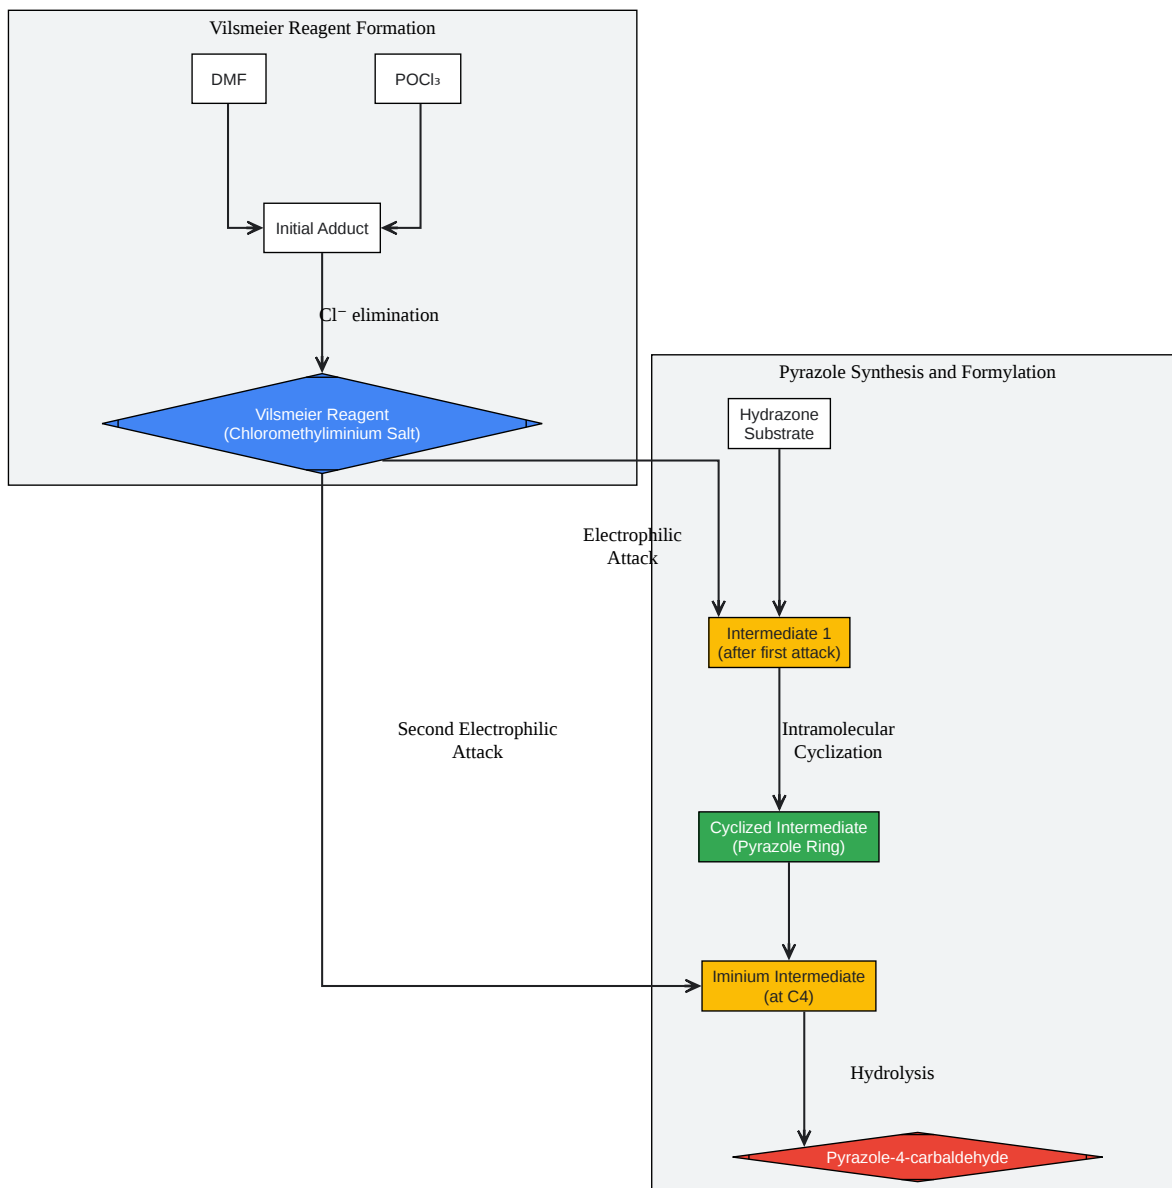 Vilsmeier Reagent Formation
DMF
POCl₃
Initial Adduct
Cl⁻ elimination
Vilsmeier Reagent
(Chloromethyliminium Salt)
Pyrazole Synthesis and Formylation
Hydrazone
Substrate
Electrophilic
Attack
Intermediate 1
(after first attack)
Second Electrophilic
Attack
Intramolecular
Cyclization
Cyclized Intermediate
(Pyrazole Ring)
Iminium Intermediate
(at C4)
Hydrolysis
Pyrazole-4-carbaldehyde